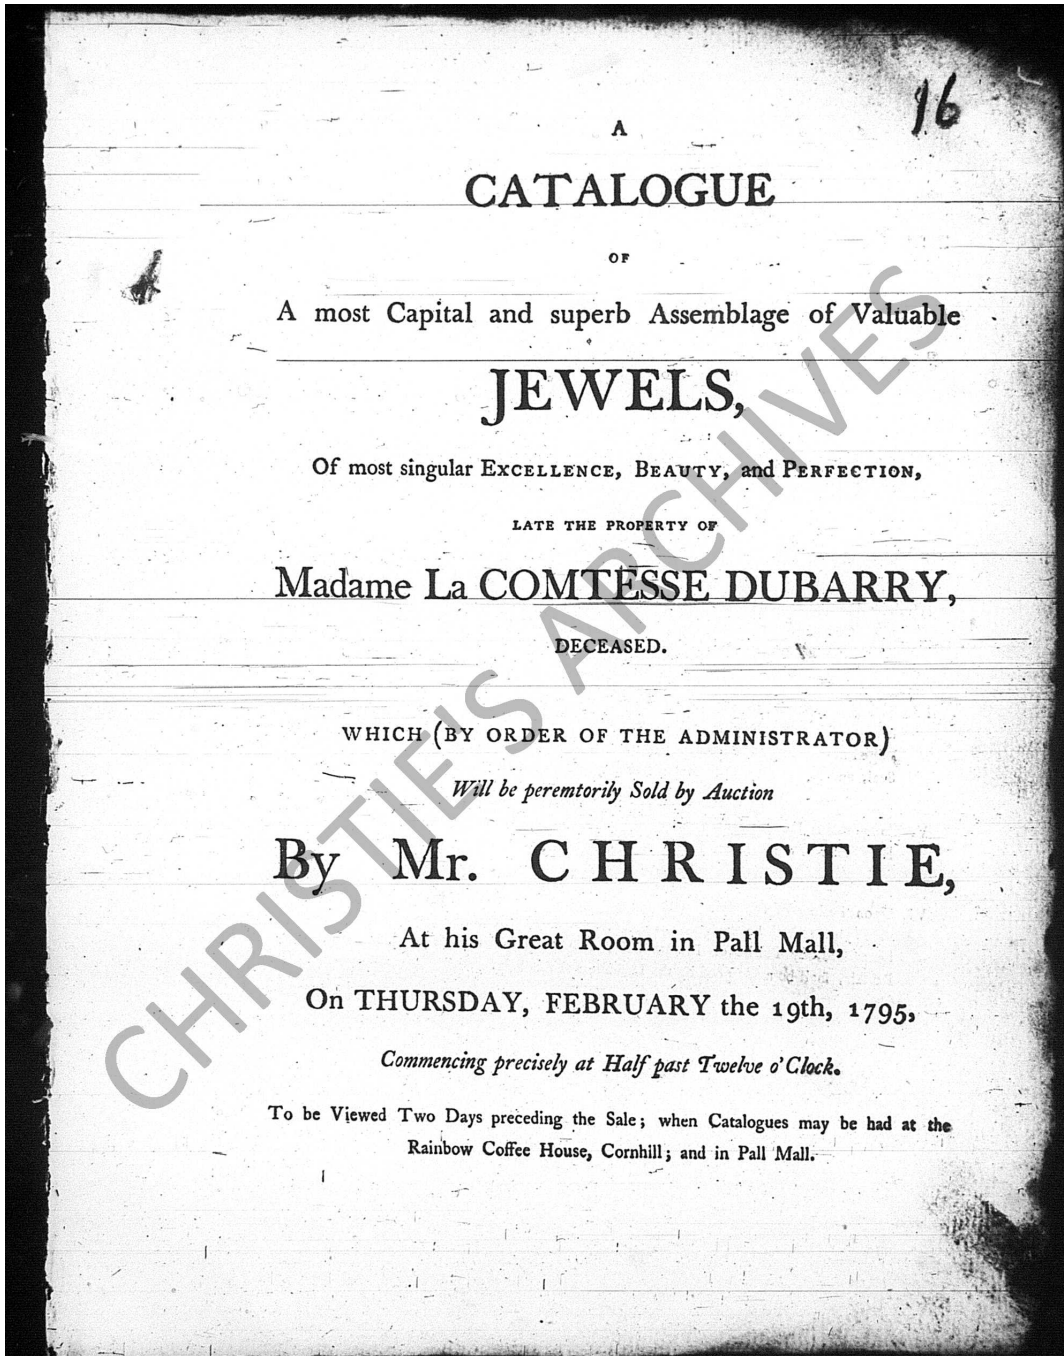 16
A
CATALOGUE
OF
A most Capital and superb Assemblage of Valuable
JEWELS,
Of most singular EXCELLENCE, BEAUTY, and PERFECTION,
LATE THE PROPERTY OF
Madame La COMTESSE DUBARRY,
DECEASED.
WHICH (BY ORDER OF THE ADMINISTRATOR)
Will be peremtorily Sold by Auction
By Mr. CHRISTIE,
At his Great Room in Pall Mall,
On THURSDAY, FEBRUARY the 19th, 1795,
Commencing precisely at Half past Twelve o'Clock.
To be Viewed Two Days preceding the Sale; when Catalogues may be had at the
Rainbow Coffee House, Cornhill; and in Pall Mall.
CHRISTIE'S ARCHIVES